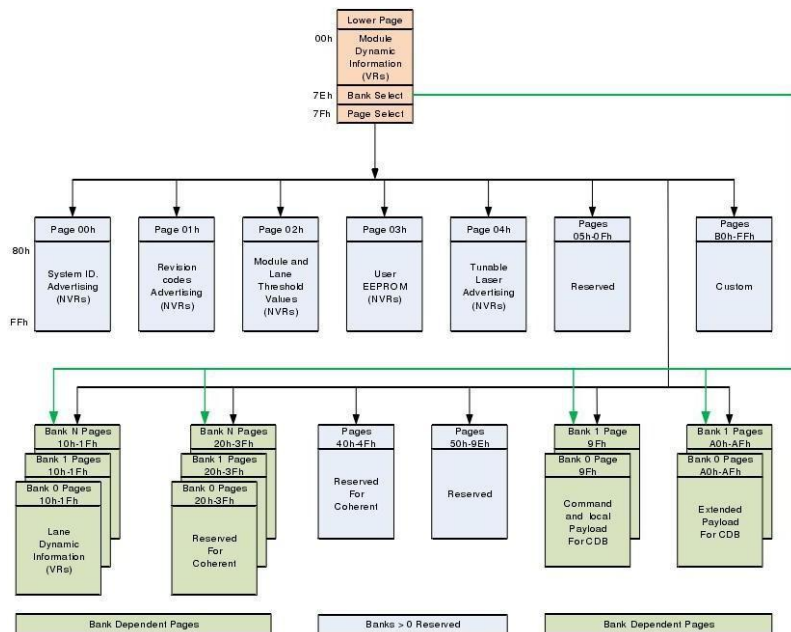 Lower Page
00h
Module
Dynamic
Information
(VRs)
7Eh
Bank Select
7Fh
Page Select
80h
FFh
Page 00h
System ID.
Advertising
(NVRs)
Page 01h
Revision
codes
Advertising
(NVRs)
Page 02h
Module and
Lane
Threshold
Values
(NVRs)
Page 03h
User
EEPROM
(NVRs)
Page 04h
Tunable
Laser
Advertising
(NVRs)
Pages
05h-0Fh
Reserved
Pages
B0h-FFh
Custom
Bank N Pages
10h-1Fh
Bank 1 Pages
10h-1Fh
Bank 0 Pages
10h-1Fh
Lane
Dynamic
Information
(VRs)
Bank N Pages
20h-3Fh
Bank 1 Pages
20h-3Fh
Bank 0 Pages
20h-3Fh
Reserved
For
Coherent
Pages
40h-4Fh
Reserved
For
Coherent
Pages
50h-9Eh
Reserved
Bank 1 Page
9Fh
Bank 0 Page
9Fh
Command
and local
Payload
For CDB
Bank 1 Pages
A0h-AFh
Bank 0 Pages
A0h-AFh
Extended
Payload
For CDB
Bank Dependent Pages
Banks > 0 Reserved
Bank Dependent Pages